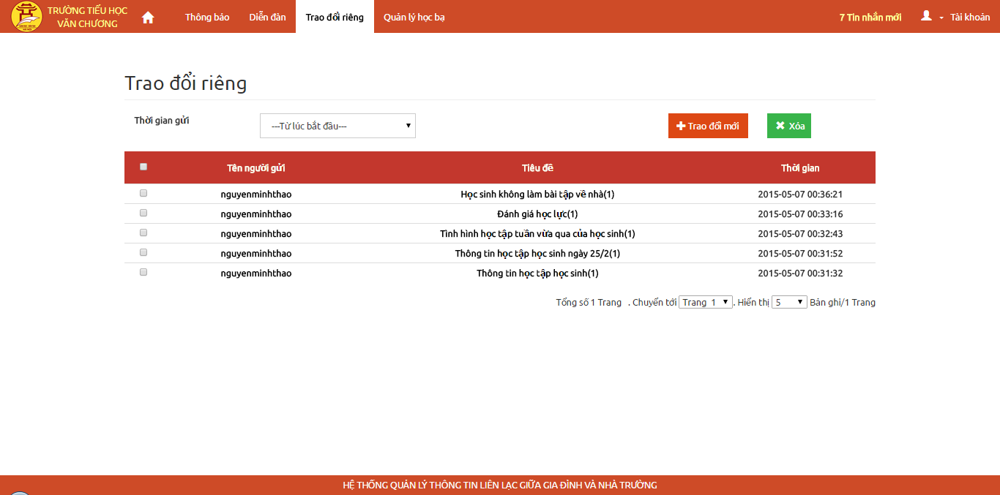 TRƯỜNG TIỂU HỌC
VĂN CHƯƠNG
Thông báo Diễn đàn Trao đổi riêng Quản lý học bạ 7 Tin nhắn mới Tài khoản
Trao đổi riêng
Thời gian gửi ---Từ lúc bắt đầu--- Trao đổi mới Xóa
Tên người gửi Tiêu đề Thời gian
nguyenminhthao Học sinh không làm bài tập về nhà(1) 2015-05-07 00:36:21
nguyenminhthao Đánh giá học lực(1) 2015-05-07 00:33:16
nguyenminhthao Tình hình học tập tuần vừa qua của học sinh(1) 2015-05-07 00:32:43
nguyenminhthao Thông tin học tập học sinh ngày 25/2(1) 2015-05-07 00:31:52
nguyenminhthao Thông tin học tập học sinh(1) 2015-05-07 00:31:32
Tổng số 1 Trang . Chuyển tới Trang 1 . Hiển thị 5 Bản ghi/1 Trang
HỆ THỐNG QUẢN LÝ THÔNG TIN LIÊN LẠC GIỮA GIA ĐÌNH VÀ NHÀ TRƯỜNG